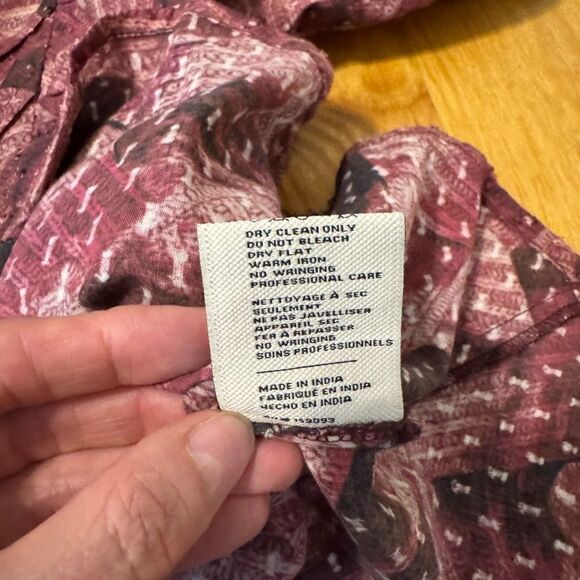 DRY CLEAN ONLY
DO NOT BLEACH
DRY FLAT
WARM IRON
NO WRINGING
PROFESSIONAL CARE
NETTOYAGE À SEC
SEULEMENT
NE PAS JAVELLISER
APPAREIL SEC
FER À REPASSER
NO WRINGING
SOINS PROFESSIONNELS
MADE IN INDIA
FABRIQUÉ EN INDIA
HECHO EN INDIA
159093